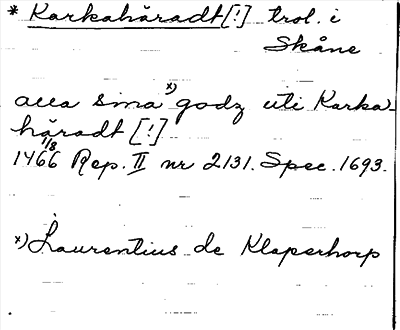 * Karkahäradt [!] trol. i
Skåne
alla sina x) godz uti Karka-
häradt [!]
1466 1/8 Rep. II nr 2131. Spec. 1693.
x) Laurentius de Klaperhorp